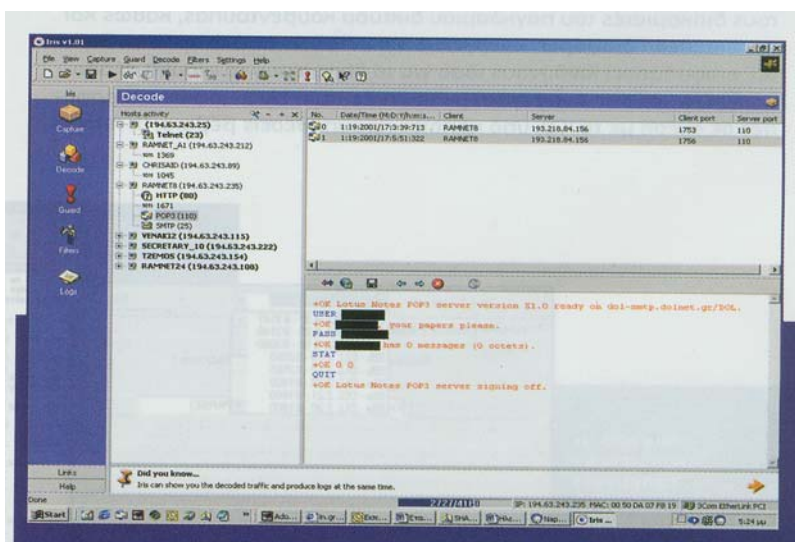 Iris v1.01
File View Capture Guard Decode Filters Settings Help
Iris
Capture
Decode
Guard
Filters
Logs
Links
Help
Decode
Hosts activity
(194.63.243.25)
Telnet (23)
RAMNET_A1 (194.63.243.212)
1369
CHRISAID (194.63.243.89)
1045
RAMNET8 (194.63.243.235)
HTTP (80)
1671
POP3 (110)
SMTP (25)
VENAKI2 (194.63.243.115)
SECRETARY_10 (194.63.243.222)
TZEMOS (194.63.243.154)
RAMNET24 (194.63.243.108)
No. Date/Time (M:D:Y/h:m:s... Client Server Client port Server port
0 1:19:2001/17:3:39:713 RAMNET8 193.218.84.156 1753 110
1 1:19:2001/17:5:51:322 RAMNET8 193.218.84.156 1756 110
+OK Lotus Notes POP3 server version X1.0 ready on dol-smtp.dolnet.gr/DOL.
USER
+OK , your papers please.
PASS
+OK has 0 messages (0 octets).
STAT
+OK 0 0
QUIT
+OK Lotus Notes POP3 server signing off.
Did you know...
Iris can show you the decoded traffic and produce logs at the same time.
Done
IP: 194.63.243.235 MAC: 00 50 DA 07 F8 19 3Com EtherLink PCI
Start Ado... In.gr... Nap... Iris ... 5:24 μμ